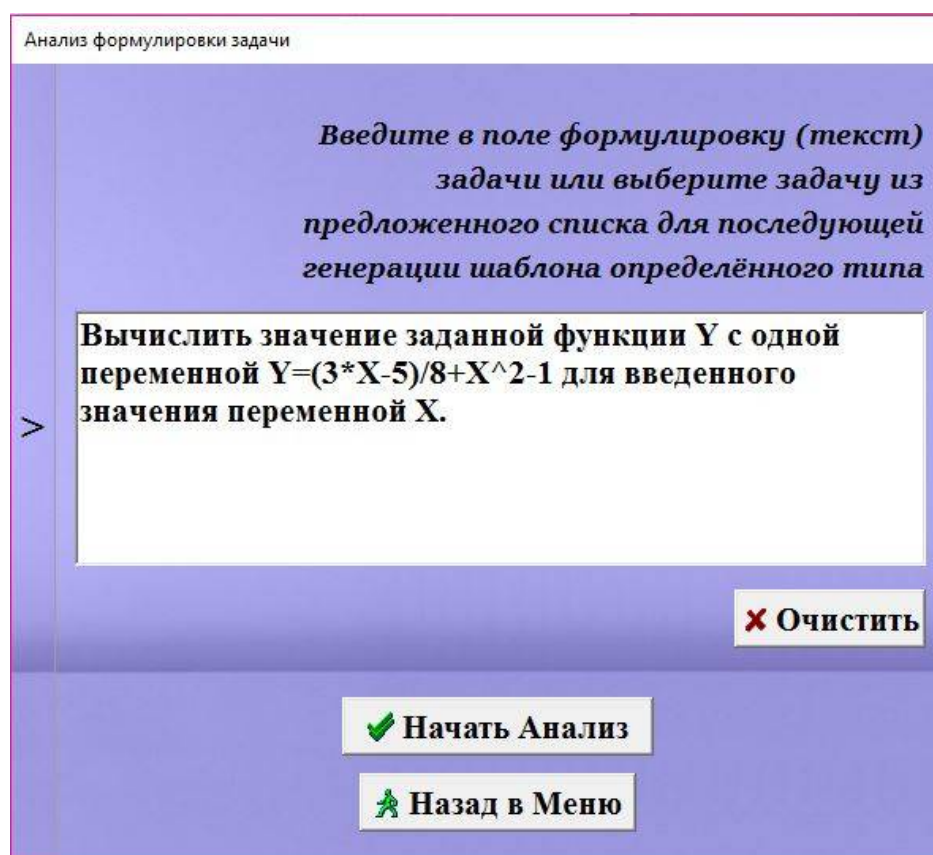 Анализ формулировки задачи
Введите в поле формулировку (текст)
задачи или выберите задачу из
предложенного списка для последующей
генерации шаблона определённого типа
Вычислить значение заданной функции Y с одной
переменной Y=(3*X-5)/8+X^2-1 для введенного
значения переменной X.
>
Очистить
Начать Анализ
Назад в Меню